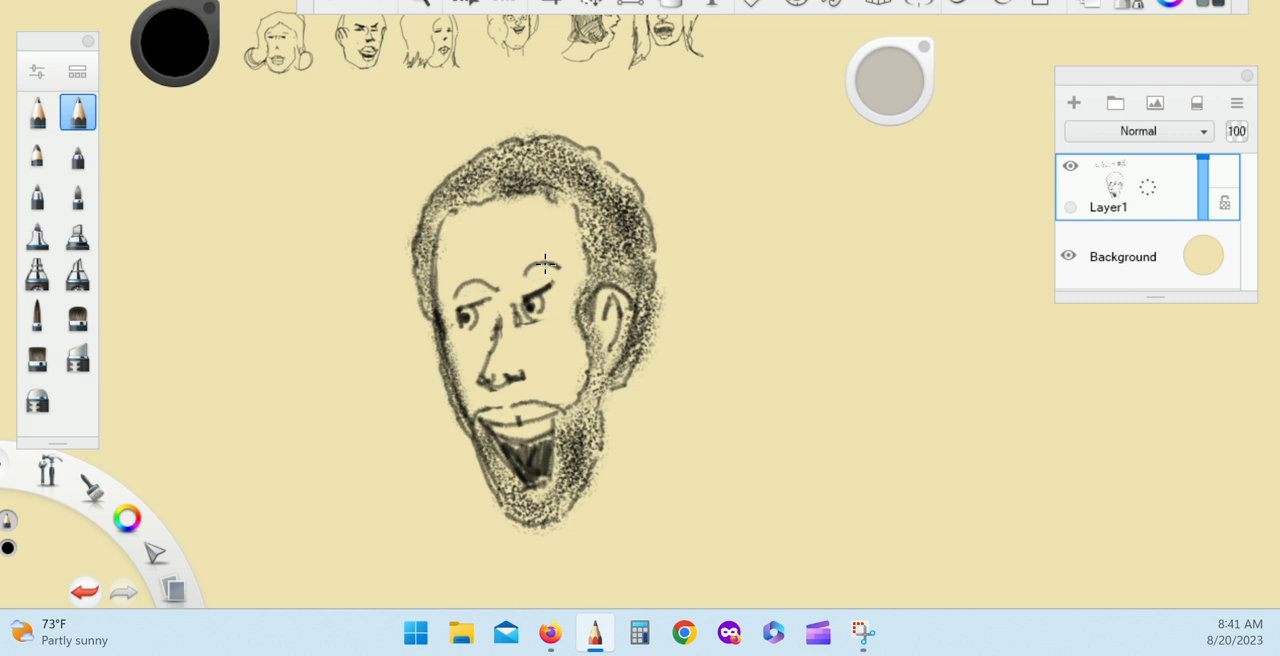 Normal
100
Layer1
Background
73°F
Partly sunny
8:41 AM
8/20/2023